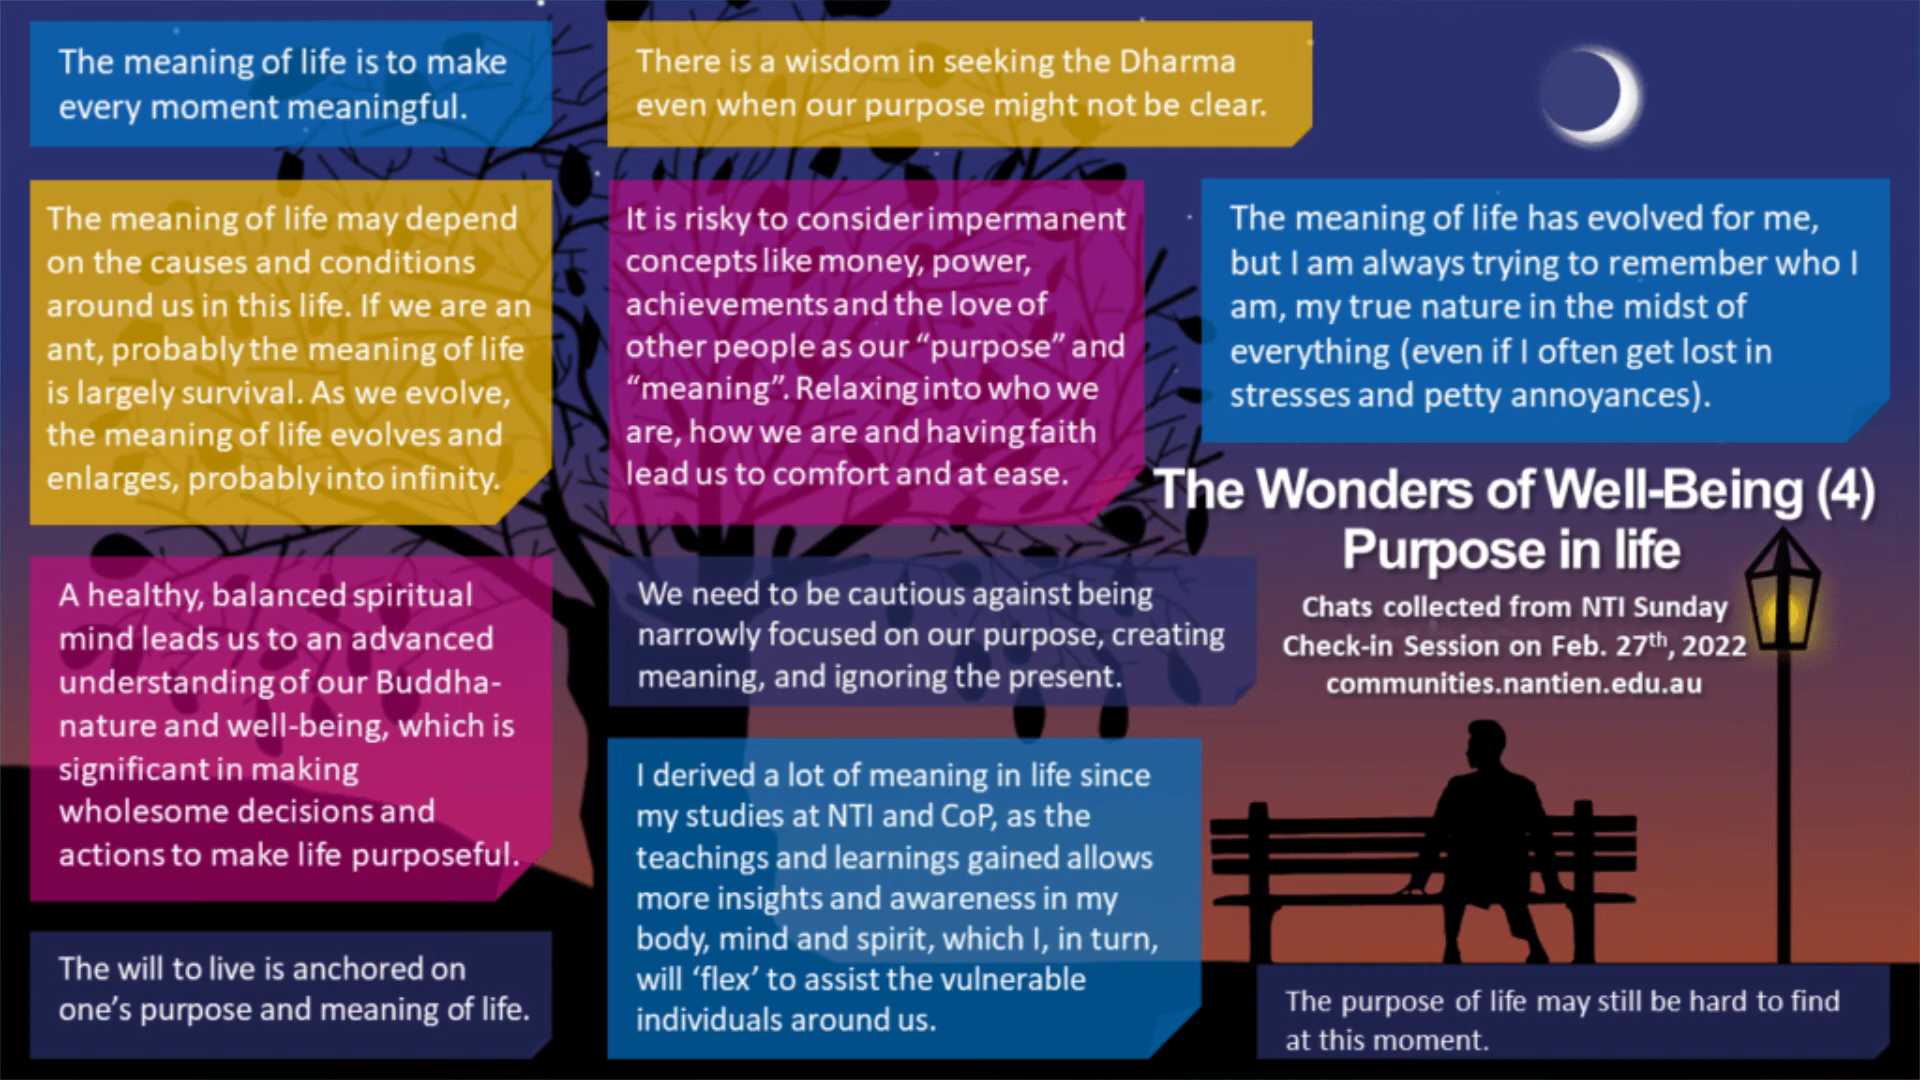 The meaning of life is to make
every moment meaningful.
There is a wisdom in seeking the Dharma
even when our purpose might not be clear.
The meaning of life may depend
on the causes and conditions
around us in this life. If we are an
ant, probably the meaning of life
is largely survival. As we evolve,
the meaning of life evolves and
enlarges, probably into infinity.
It is risky to consider impermanent
concepts like money, power,
achievements and the love of
other people as our “purpose” and
“meaning”. Relaxing into who we
are, how we are and having faith
lead us to comfort and at ease.
The meaning of life has evolved for me,
but I am always trying to remember who I
am, my true nature in the midst of
everything (even if I often get lost in
stresses and petty annoyances).
The Wonders of Well-Being (4)
Purpose in life
Chats collected from NTI Sunday
Check-in Session on Feb. 27th, 2022
communities.nantien.edu.au
A healthy, balanced spiritual
mind leads us to an advanced
understanding of our Buddha-
nature and well-being, which is
significant in making
wholesome decisions and
actions to make life purposeful.
We need to be cautious against being
narrowly focused on our purpose, creating
meaning, and ignoring the present.
I derived a lot of meaning in life since
my studies at NTI and CoP, as the
teachings and learnings gained allows
more insights and awareness in my
body, mind and spirit, which I, in turn,
will ‘flex’ to assist the vulnerable
individuals around us.
The will to live is anchored on
one’s purpose and meaning of life.
The purpose of life may still be hard to find
at this moment.